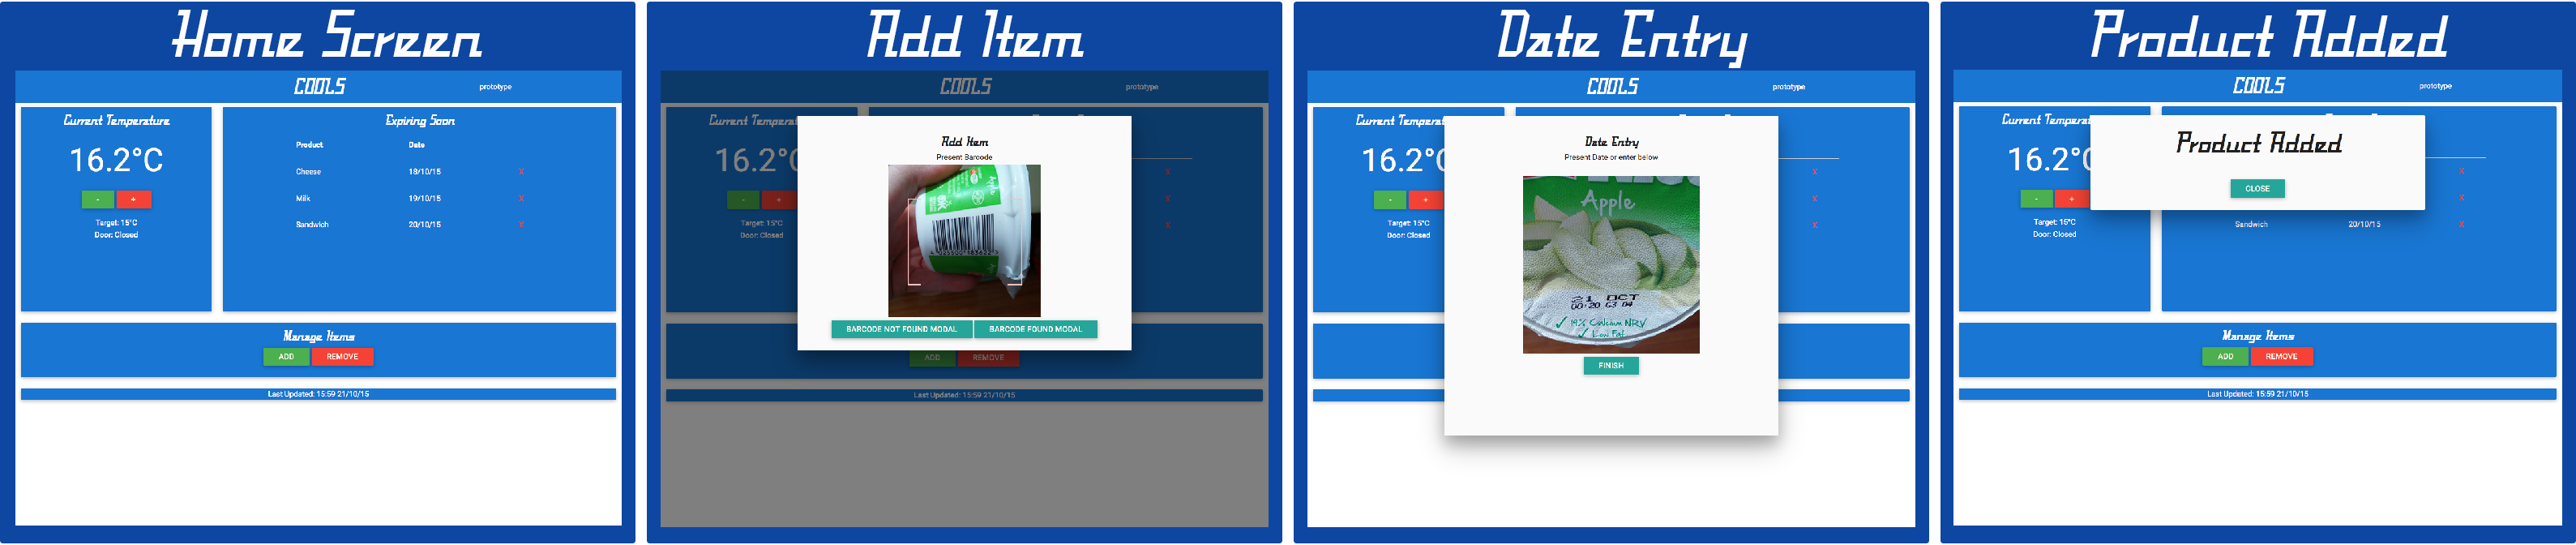 Home Screen
COOLS
prototype
Current Temperature
16.2°C
-
+
Target: 15°C
Door: Closed
Expiring Soon
Product Date
Cheese 18/10/15 X
Milk 19/10/15 X
Sandwich 20/10/15 X
Manage Items
ADD REMOVE
Last Updated: 15:59 21/10/15
Add Item
COOLS
prototype
Current Tempera
16.2°
-
+
Target: 15°C
Door: Closed
Add Item
Present Barcode
Apple
BARCODE NOT FOUND MODAL
BARCODE FOUND MODAL
X
X
X
ADD REMOVE
Last Updated: 15:59 21/10/15
Date Entry
COOLS
prototype
Current Tempera
16.2°
-
+
Target: 15°C
Door: Closed
Date Entry
Present Date or enter below
Apple
21 OCT
00:20 G3 04
✓ 19% Calcium NRV
✓ Low Fat
FINISH
X
X
X
Product Added
COOLS
prototype
Current Tempera
16.2°
-
+
Target: 15°C
Door: Closed
Product Added
CLOSE
X
X
Sandwich 20/10/15 X
Manage Items
ADD REMOVE
Last Updated: 15:59 21/10/15